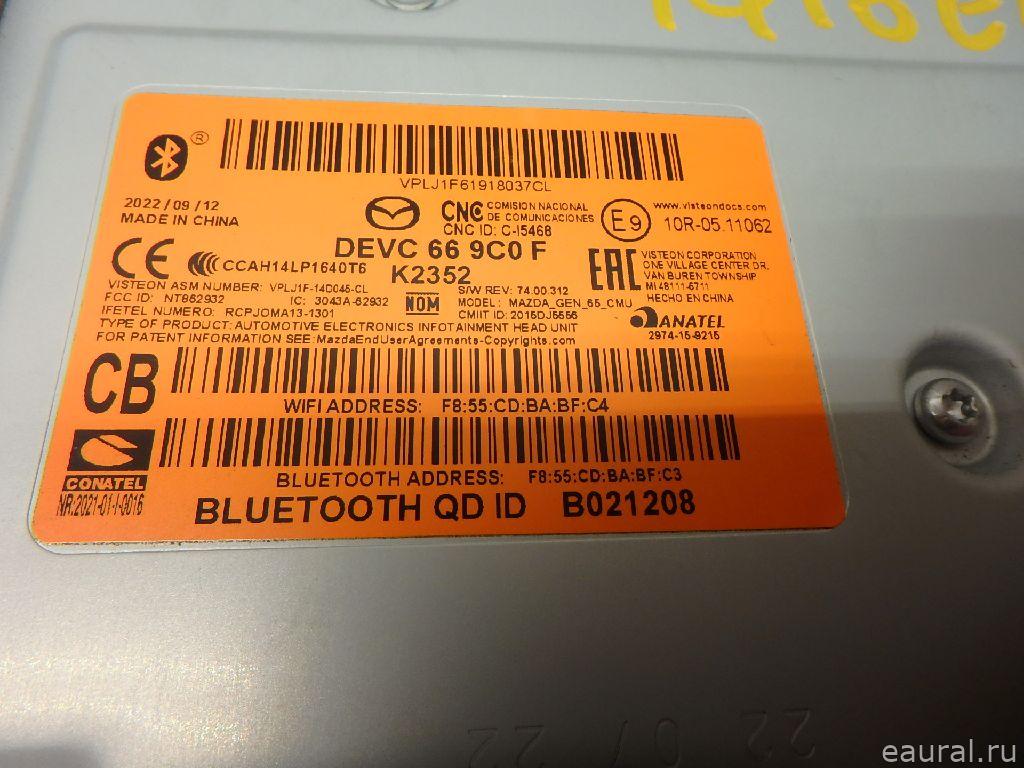 ®
VPLJ1F61918037CL
2022/09/12
MADE IN CHINA
CNC COMISION NACIONAL
DE COMUNICACIONES
CNC ID: C-I5468
E9
www.visteondocs.com
10R-05.11062
DEVC 66 9C0 F
K2352
CE
CCAH14LP1640T6
EAC
VISTEON CORPORATION
ONE VILLAGE CENTER DR.
VAN BUREN TOWNSHIP
MI 48111-5711
HECHO EN CHINA
VISTEON ASM NUMBER: VPLJ1F-14D045-CL
FCC ID: NT862932
IC: 3043A-62932
IFETEL NUMERO: RCPJOMA13-1301
NOM
S/W REV: 74.00.312
MODEL: MAZDA_GEN_65_CMU
CMIIT ID: 2015DJ5556
ANATEL
2974-15-9215
TYPE OF PRODUCT: AUTOMOTIVE ELECTRONICS INFOTAINMENT HEAD UNIT
FOR PATENT INFORMATION SEE: MazdaEndUserAgreements-Copyrights.com
CB
WIFI ADDRESS: F8:55:CD:BA:BF:C4
CONATEL
NR:2021-01-I-0016
BLUETOOTH ADDRESS: F8:55:CD:BA:BF:C3
BLUETOOTH QD ID B021208
22 07 22
eaural.ru